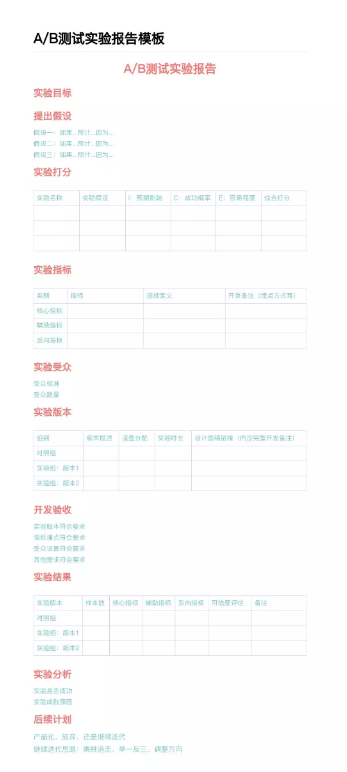 A/B测试实验报告模板
A/B测试实验报告
实验目标
提出假设
假设一：如果...预计...因为...
假设二：如果...预计...因为...
假设三：如果...预计...因为...
实验打分
实验名称 实验假设 I：预期影响 C：成功概率 E：容易程度 综合打分
实验指标
类别 指标 指标定义 开发备注（埋点方式等）
核心指标
辅助指标
反向指标
实验受众
受众标准
受众数量
实验版本
组别 版本概述 流量分配 实验时长 设计图稿链接（内含完整开发备注）
对照组
实验组：版本1
实验组：版本2
开发验收
实验版本符合要求
指标埋点符合要求
受众设置符合要求
其他要求符合要求
实验结果
实验版本 样本数 核心指标 辅助指标 反向指标 可信度评估 备注
对照组
实验组：版本1
实验组：版本2
实验分析
实验是否成功
实验成败原因
后续计划
产品化、放弃、还是继续迭代
继续迭代思路：乘胜追击、举一反三、调整方向